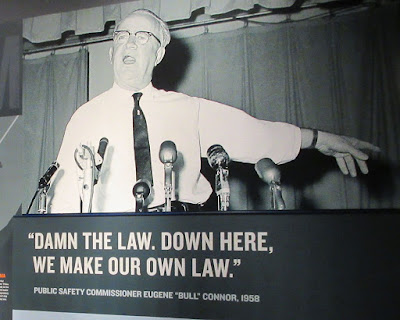 “DAMN THE LAW. DOWN HERE,
WE MAKE OUR OWN LAW.”
PUBLIC SAFETY COMMISSIONER EUGENE "BULL" CONNOR, 1958